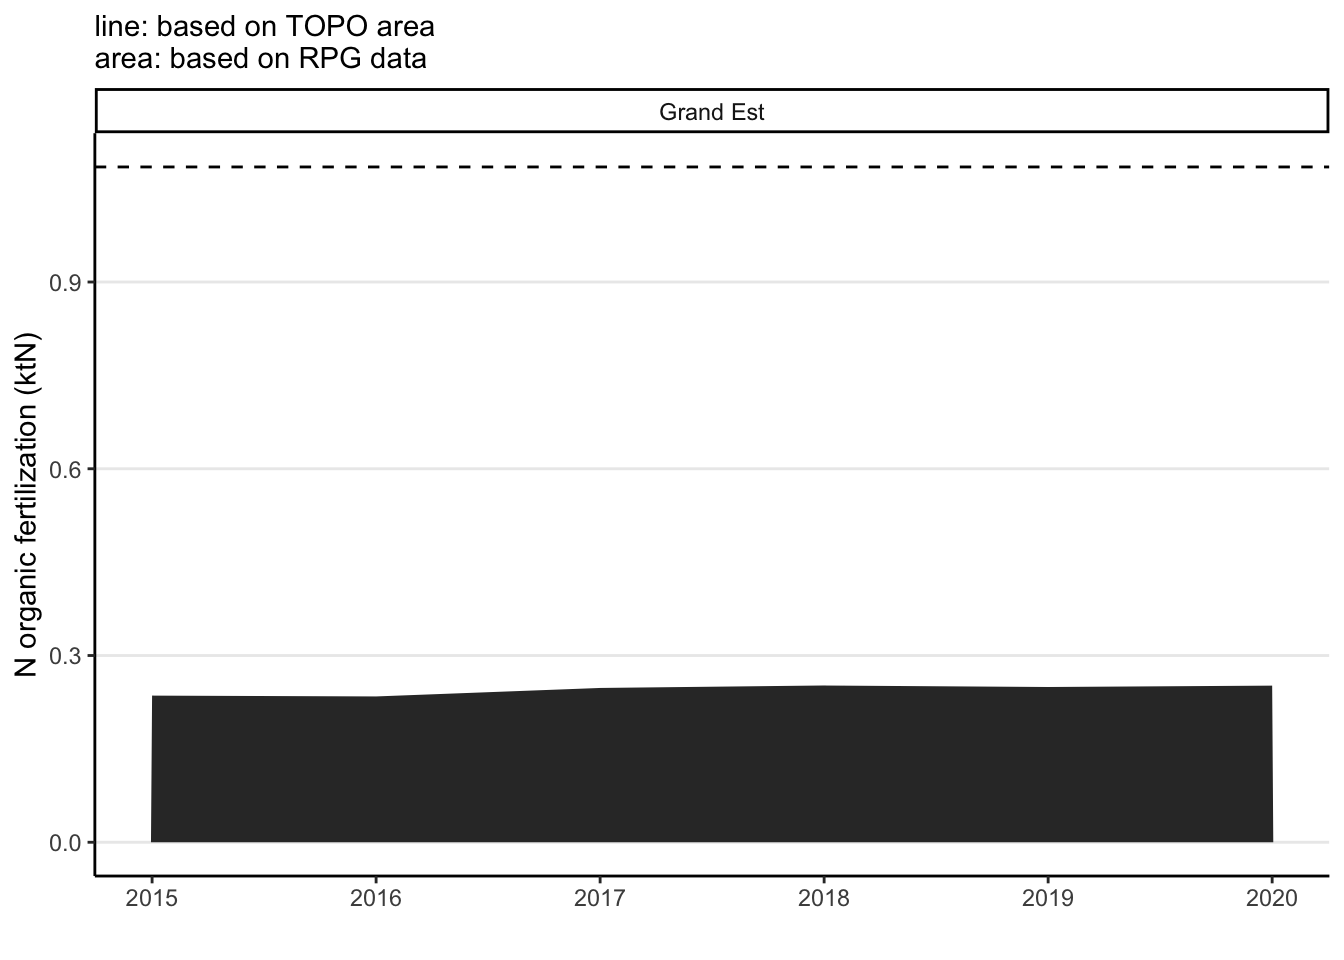 line: based on TOPO area
area: based on RPG data
Grand Est
N organic fertilization (ktN)
0.9
0.6
0.3
0.0
2015 2016 2017 2018 2019 2020